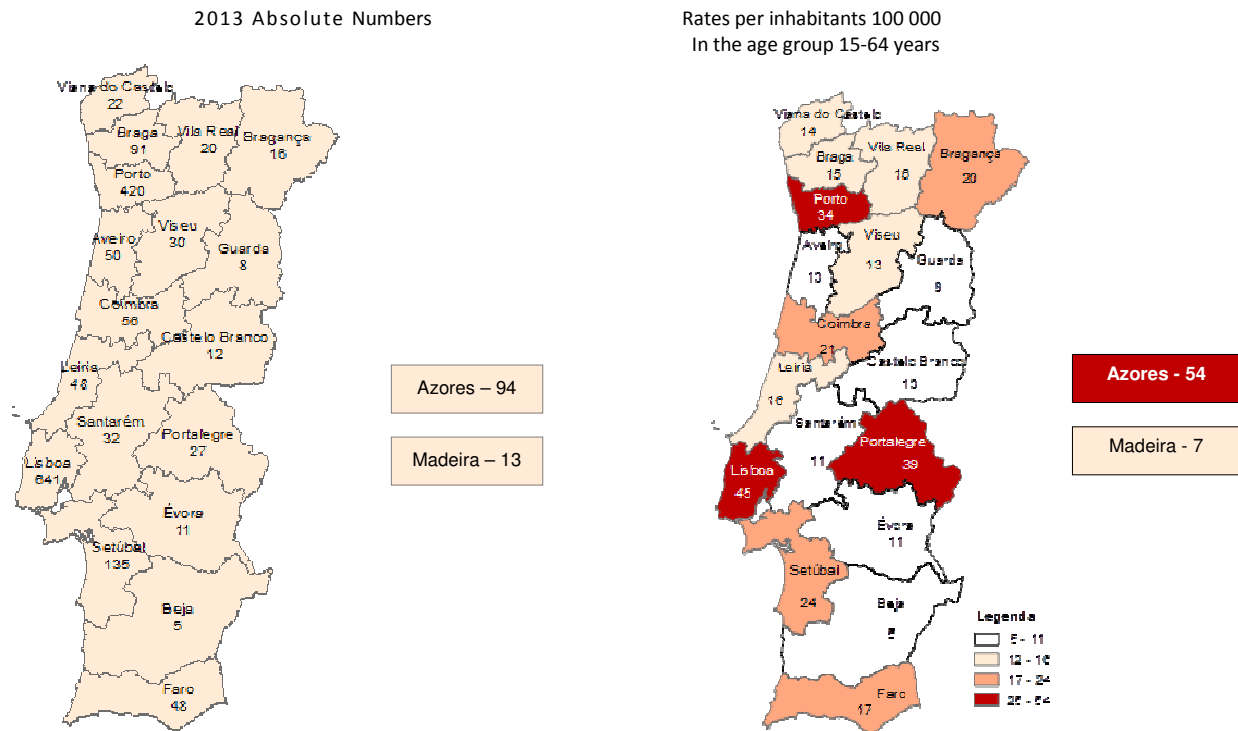 2013 Absolute Numbers
Viana do Castelo
22
Braga
91
Vila Real
20
Bragança
16
Porto
420
Aveiro
50
Viseu
30
Guarda
8
Coimbra
56
Castelo Branco
12
Leiria
Santarém
32
Portalegre
27
Lisboa
641
Évora
11
Setúbal
135
Beja
5
Faro
48
Azores – 94
Madeira – 13
Rates per inhabitants 100 000
In the age group 15-64 years
Viana do Castelo
14
Braga
15
Vila Real
16
Bragança
20
Porto
34
Aveiro
Viseu
13
Guarda
Coimbra
21
Castelo Branco
Leiria
16
Santarém
11
Portalegre
39
Lisboa
45
Évora
11
Setúbal
24
Beja
Faro
17
Azores - 54
Madeira - 7
Legenda
5 - 11
12 - 16
17 - 24
25 - 54